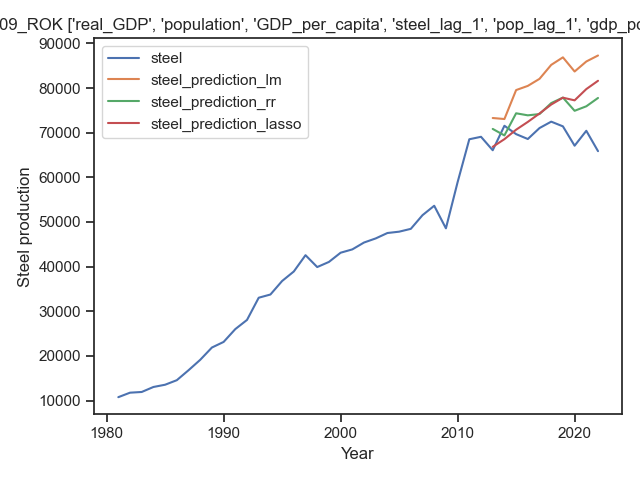 09_ROK ['real_GDP', 'population', 'GDP_per_capita', 'steel_lag_1', 'pop_lag_1', 'gdp_pc
steel
steel_prediction_lm
steel_prediction_rr
steel_prediction_lasso
90000
80000
70000
60000
50000
40000
30000
20000
10000
Steel production
1980
1990
2000
2010
2020
Year